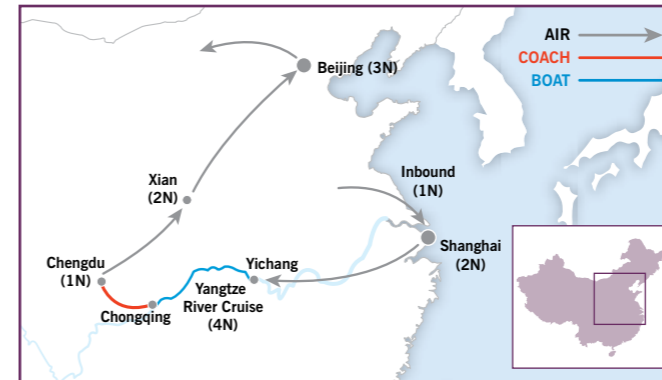 AIR
COACH
BOAT
Beijing (3N)
Xian
(2N)
Inbound
(1N)
Shanghai
(2N)
Chengdu
(1N)
Chongqing
Yichang
Yangtze
River Cruise
(4N)